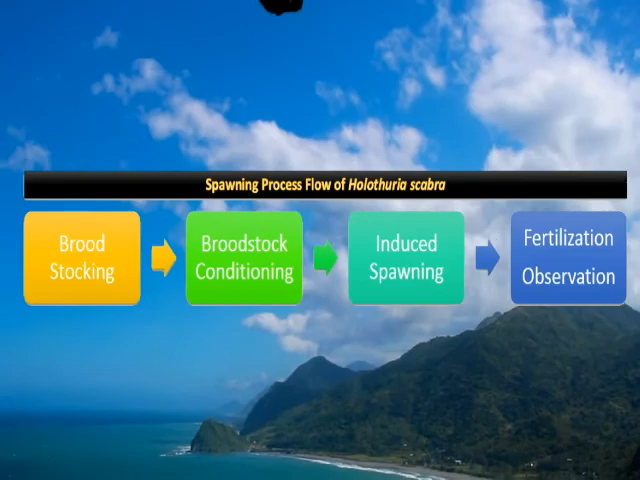 Spawning Process Flow of Holothuria scabra
Brood
Stocking
Broodstock
Conditioning
Induced
Spawning
Fertilization
Observation